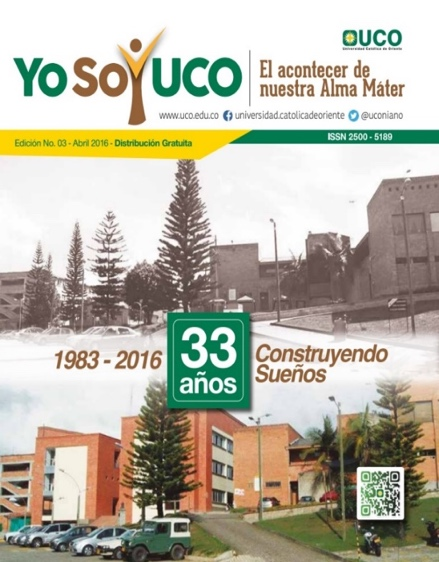 UCO
Universidad Católica de Oriente
Yo SoY UCO
El acontecer de
nuestra Alma Máter
www.uco.edu.co universidad.catolicadeoriente @uconiano
Edición No. 03 - Abril 2016 - Distribución Gratuita
ISSN 2500 - 5189
1983 - 2016
33
años
Construyendo
Sueños